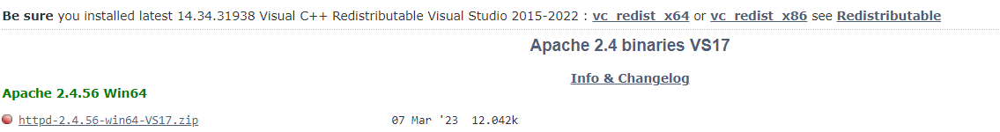 Be sure you installed latest 14.34.31938 Visual C++ Redistributable Visual Studio 2015-2022 : vc_redist_x64 or vc_redist_x86 see Redistributable
Apache 2.4 binaries VS17
Info & Changelog
Apache 2.4.56 Win64
httpd-2.4.56-win64-VS17.zip 07 Mar '23 12.042k